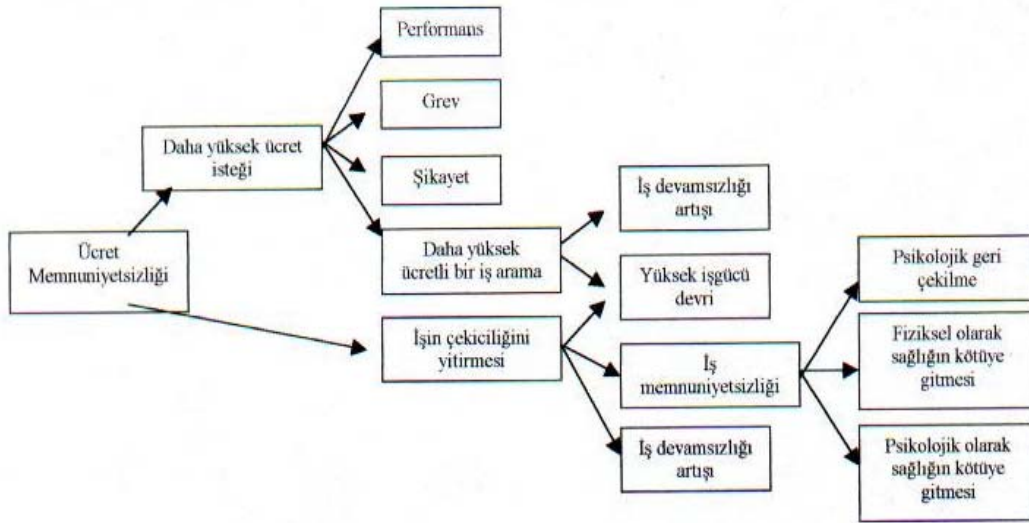 Performans
Grev
Daha yüksek ücret
isteği
Şikayet
İş devamsızlığı
artışı
Ücret
Memnuniyetsizliği
Daha yüksek
ücretli bir iş arama
Yüksek işgücü
devri
Psikolojik geri
çekilme
İşin çekiciliğini
yitirmesi
İş
memnuniyetsizliği
Fiziksel olarak
sağlığın kötüye
gitmesi
İş devamsızlığı
artışı
Psikolojik olarak
sağlığın kötüye
gitmesi